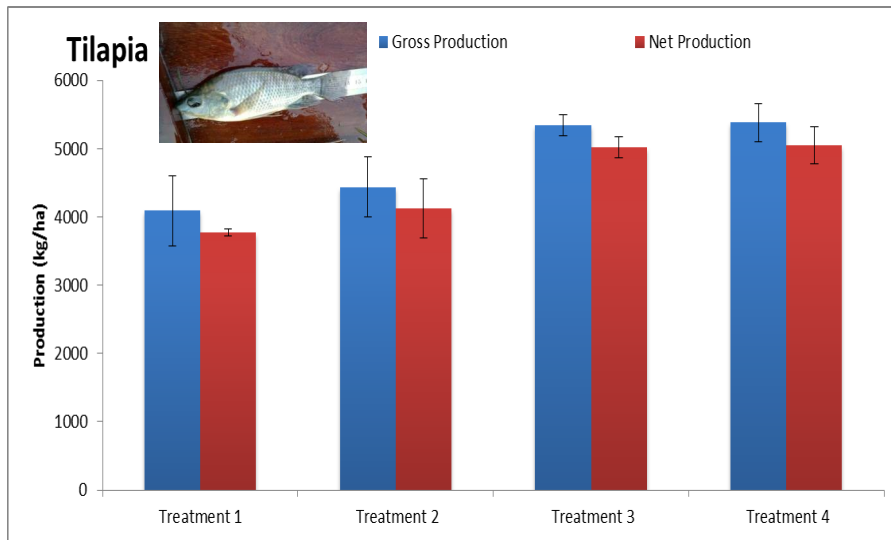 Tilapia
Gross Production
Net Production
Production (kg/ha)
6000
5000
4000
3000
2000
1000
0
Treatment 1
Treatment 2
Treatment 3
Treatment 4